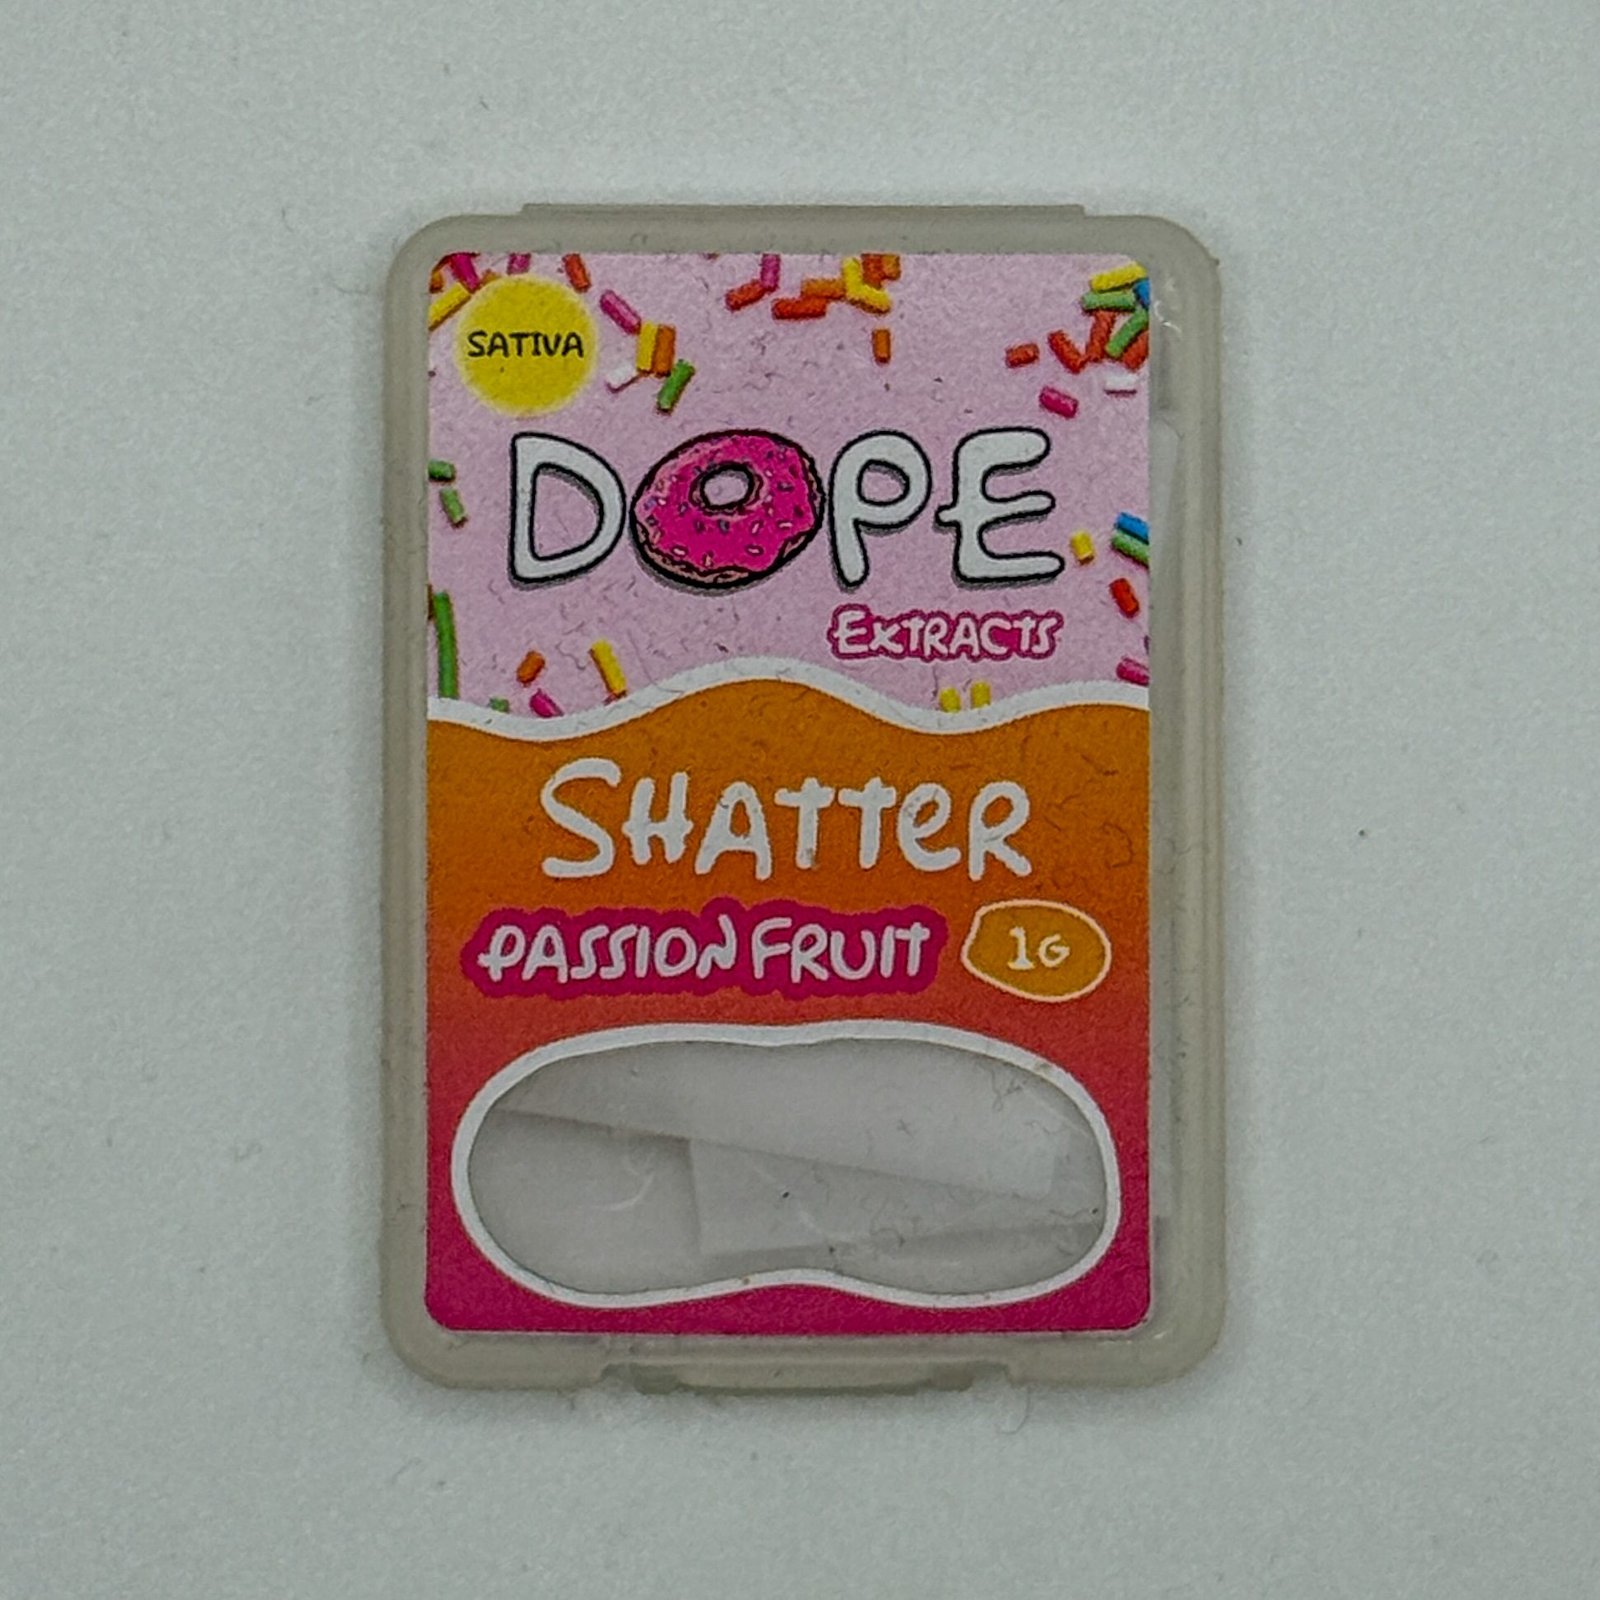 SATIVA
DOPE
EXTRACTS
SHATTER
PASSION FRUIT 1G